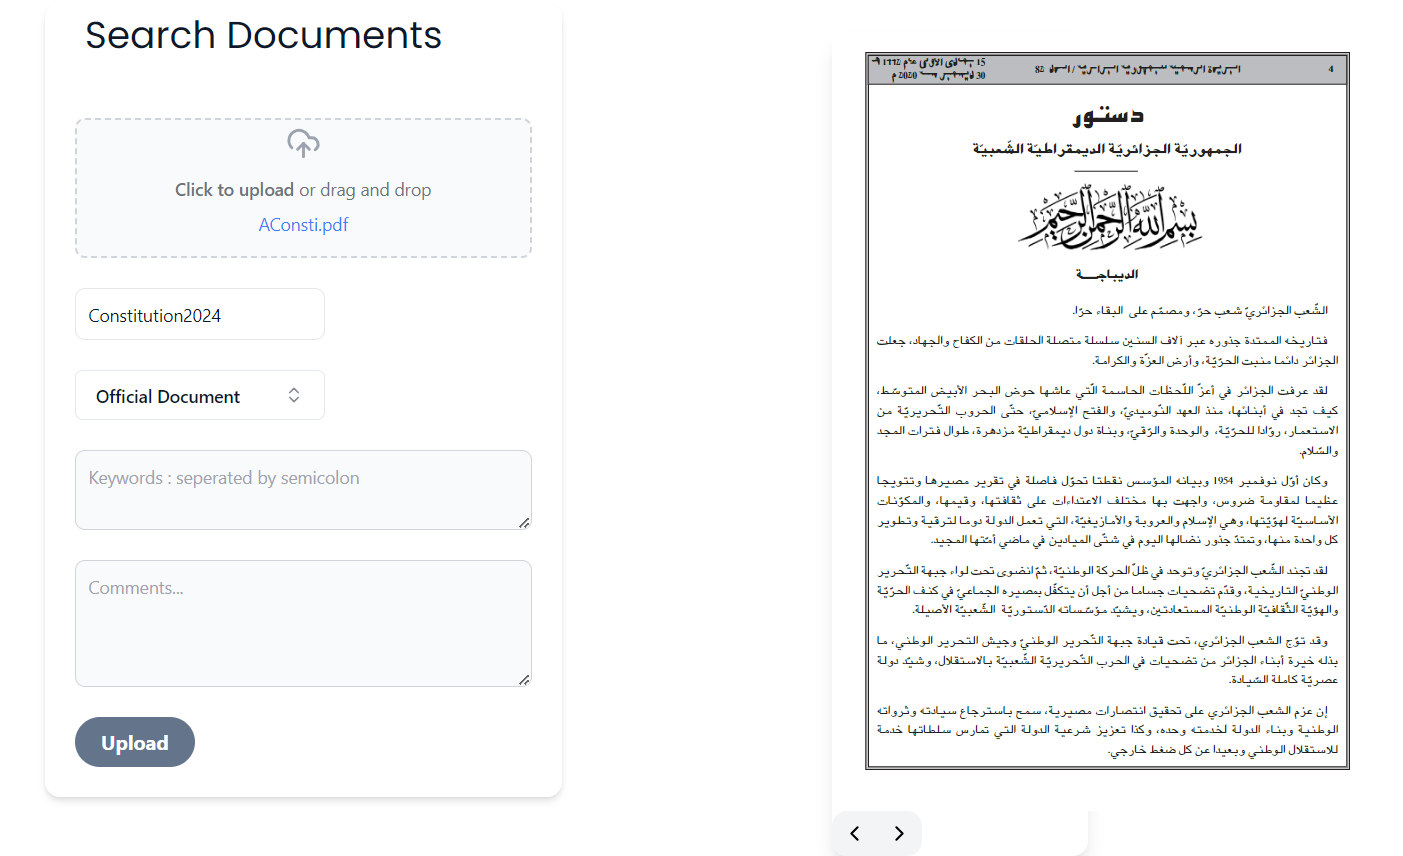 Search Documents
Click to upload or drag and drop
AConsti.pdf
Constitution2024
Official Document
Keywords : seperated by semicolon
Comments...
Upload
4
الجريدة الرسمية للجمهورية الجزائرية / العدد 82
15 جمادى الأولى عام 1442 هـ
30 ديسمبر سنة 2020 م
دستور
الجمهوريّة الجزائريّة الديمقراطيّة الشّعبيّة
بسم الله الرحمن الرحيم
الديباجــة
الشّعب الجزائريّ شعب حرّ، ومصمّم على البقاء حرّا.
فتاريخه الممتدة جذوره عبر آلاف السنين سلسلة متصلة الحلقات من الكفاح والجهاد، جعلت
الجزائر دائما منبت الحرّيّة، وأرض العزّة والكرامة.
لقد عرفت الجزائر في أعزّ اللّحظات الحاسمة الّتي عاشها حوض البحر الأبيض المتوسّط،
كيف تجد في أبنائها، منذ العهد النّوميديّ، والفتح الإسلاميّ، حتّى الحروب التّحريريّة من
الاستعمار، روّادا للحرّيّة، والوحدة والرّقيّ، وبناة دول ديمقراطيّة مزدهرة، طوال فترات المجد
والسّلام.
وكان أوّل نوفمبر 1954 وبيانه المؤسس نقطتا تحوّل فاصلة في تقرير مصيرها وتتويجا
عظيما لمقاومة ضروس، واجهت بها مختلف الاعتداءات على ثقافتها، وقيمها، والمكوّنات
الأساسيّة لهويّتها، وهي الإسلام والعروبة والأمازيغيّة، التي تعمل الدولة دوما لترقية وتطوير
كل واحدة منها، وتمتدّ جذور نضالها اليوم في شتّى الميادين في ماضي أمّتها المجيد.
لقد تجند الشّعب الجزائريّ وتوحد في ظلّ الحركة الوطنيّة، ثمّ انضوى تحت لواء جبهة التّحرير
الوطنيّ التاريخية، وقدّم تضحيات جساما من أجل أن يتكفّل بمصيره الجماعيّ في كنف الحرّيّة
والهويّة الثّقافيّة الوطنيّة المستعادتين، ويشيّد مؤسّساته الدّستوريّة الشّعبيّة الأصيلة.
وقد توّج الشعب الجزائري، تحت قيادة جبهة التّحرير الوطنيّ وجيش التحرير الوطني، ما
بذله خيرة أبناء الجزائر من تضحيات في الحرب التّحريريّة الشّعبيّة بالاستقلال، وشيّد دولة
عصريّة كاملة السّيادة.
إن عزم الشعب الجزائري على تحقيق انتصارات مصيرية، سمح باسترجاع سيادته وثرواته
الوطنية وبناء الدولة لخدمته وحده، وكذا تعزيز شرعية الدولة التي تمارس سلطاتها خدمة
للاستقلال الوطني وبعيدا عن كل ضغط خارجي.